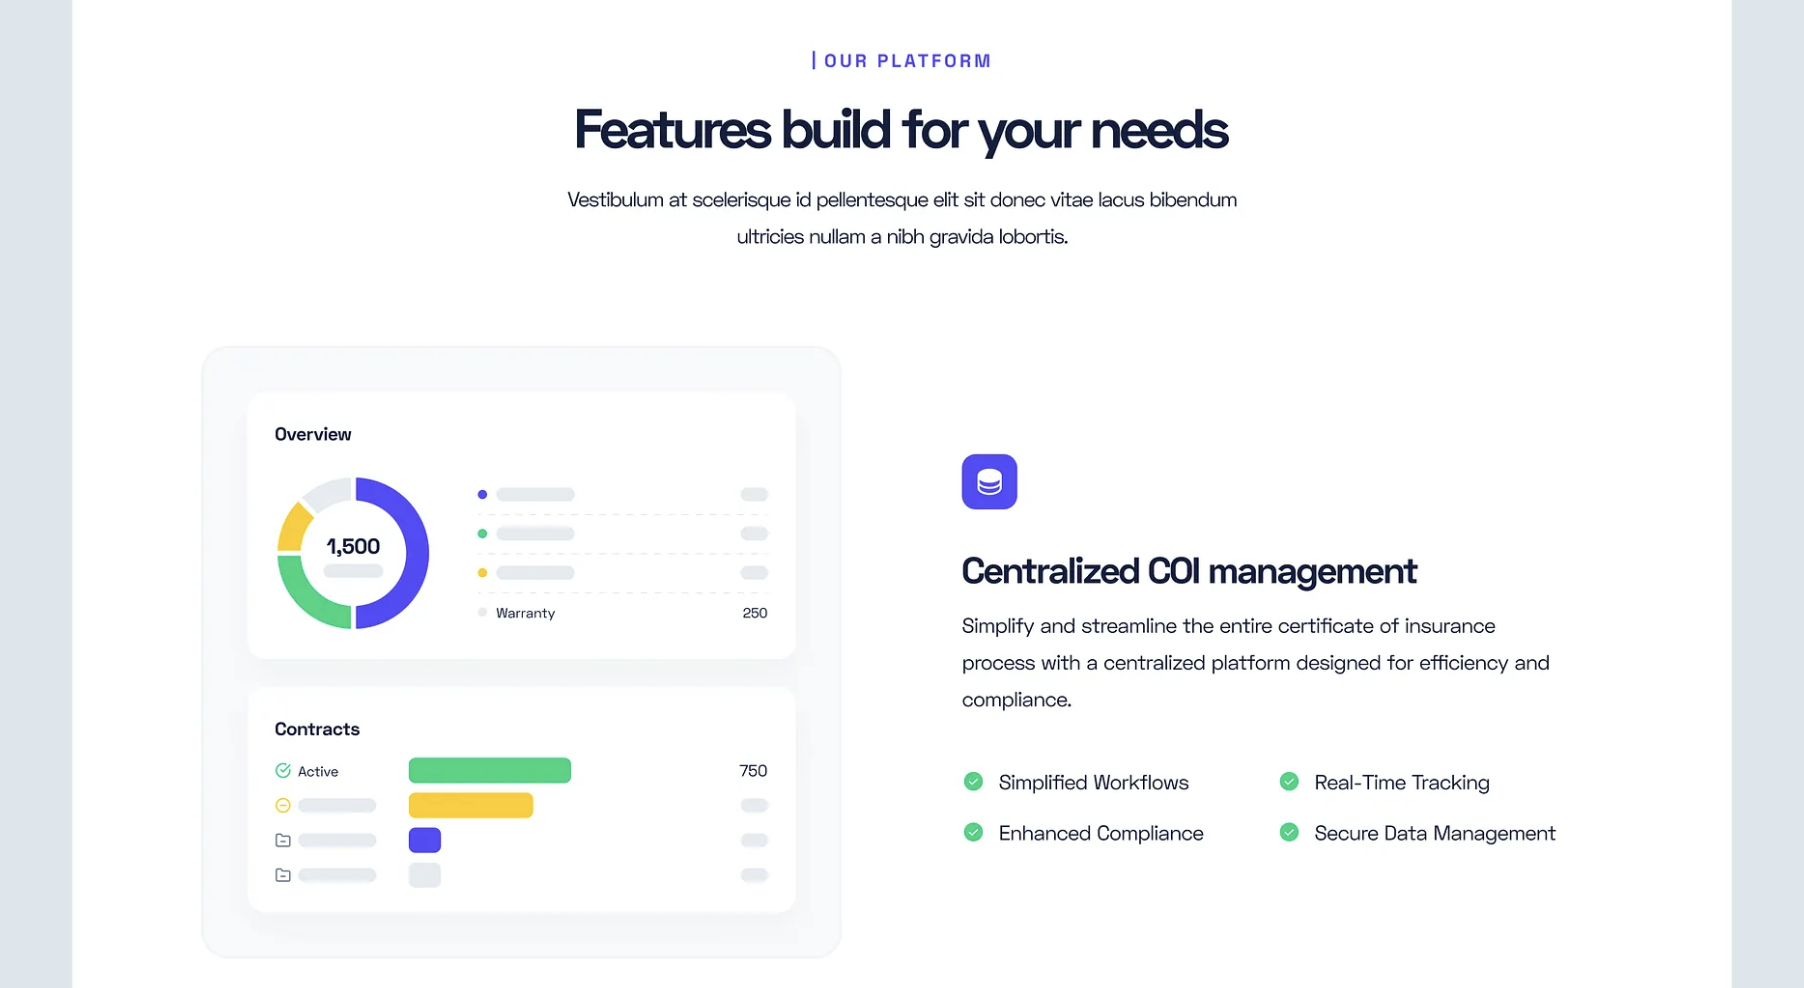 | OUR PLATFORM
Features build for your needs
Vestibulum at scelerisque id pellentesque elit sit donec vitae lacus bibendum
ultricies nullam a nibh gravida lobortis.
Overview
1,500
Warranty 250
Contracts
Active 750
Centralized COI management
Simplify and streamline the entire certificate of insurance
process with a centralized platform designed for efficiency and
compliance.
Simplified Workflows
Real-Time Tracking
Enhanced Compliance
Secure Data Management